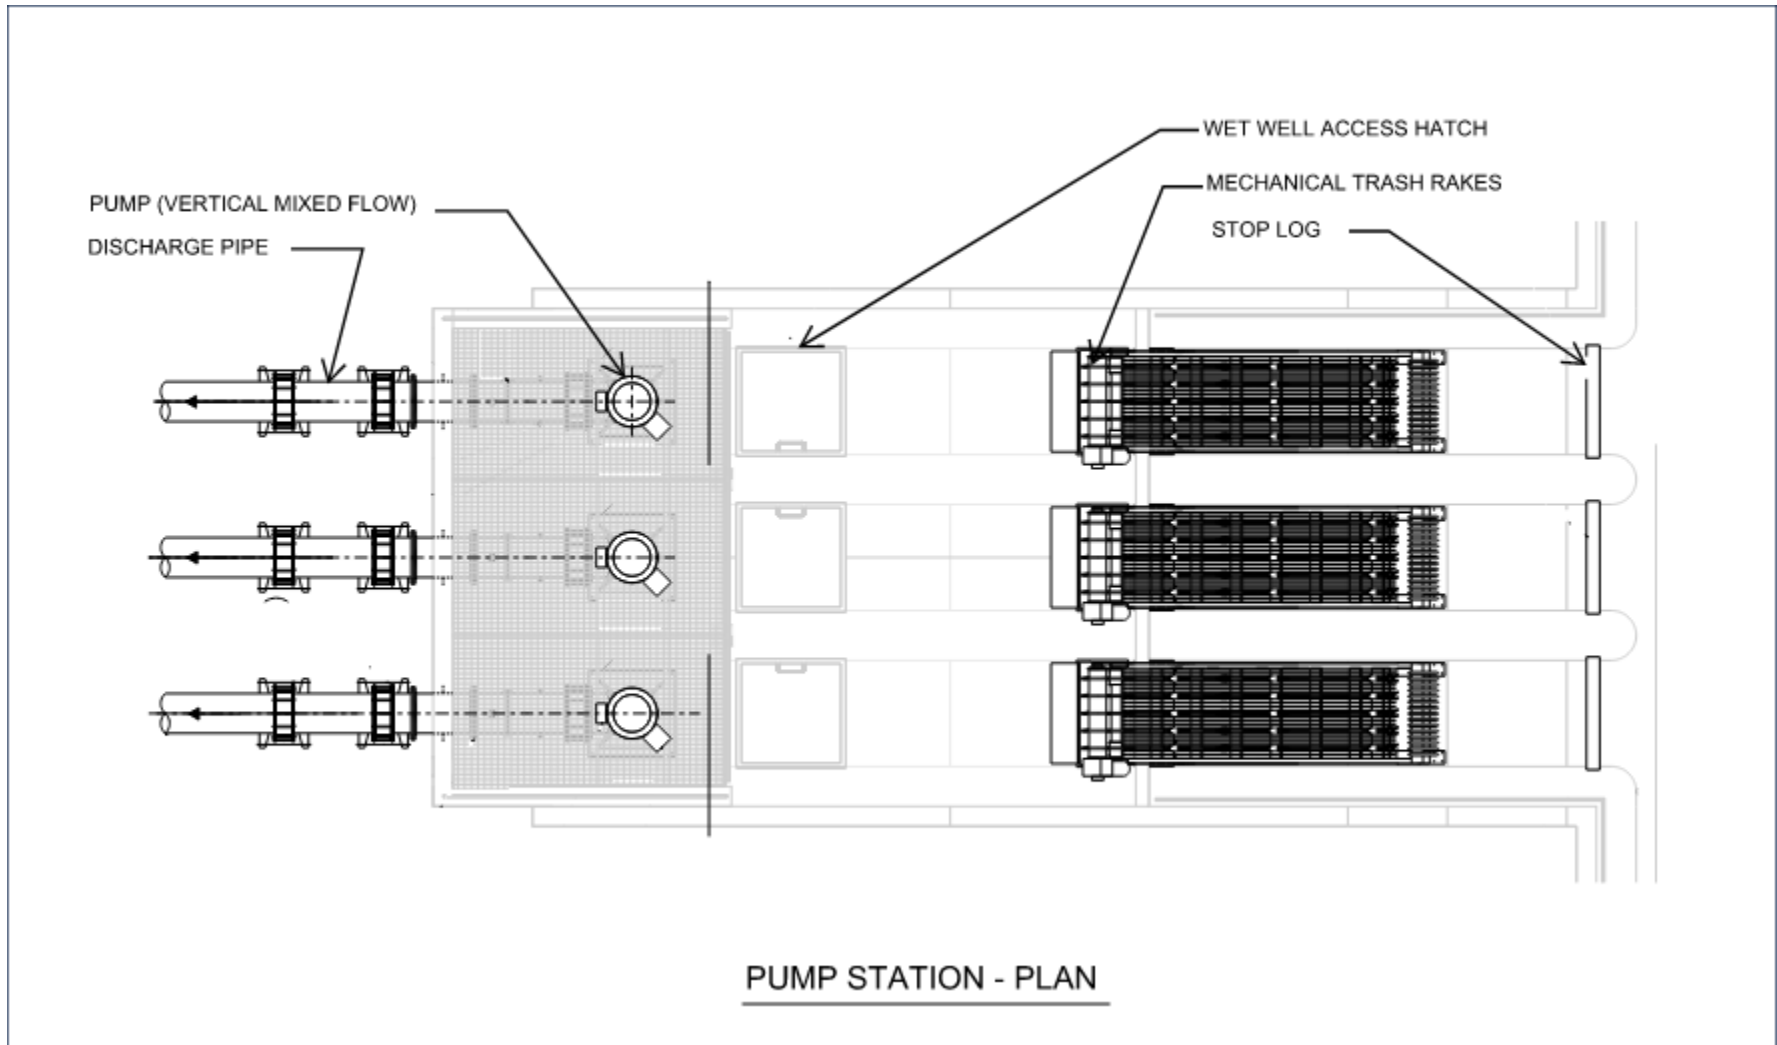 WET WELL ACCESS HATCH
MECHANICAL TRASH RAKES
PUMP (VERTICAL MIXED FLOW)
STOP LOG
DISCHARGE PIPE
PUMP STATION - PLAN